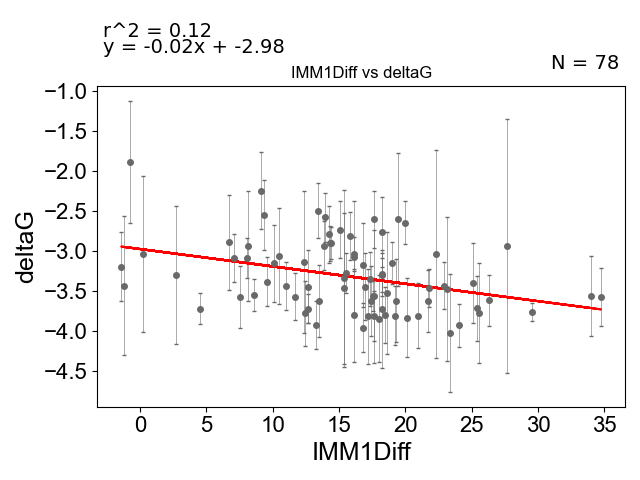 r^2 = 0.12
y = -0.02x + -2.98
N = 78
IMM1Diff vs deltaG
−1.0
−1.5
−2.0
−2.5
−3.0
−3.5
−4.0
−4.5
deltaG
0 5 10 15 20 25 30 35
IMM1Diff